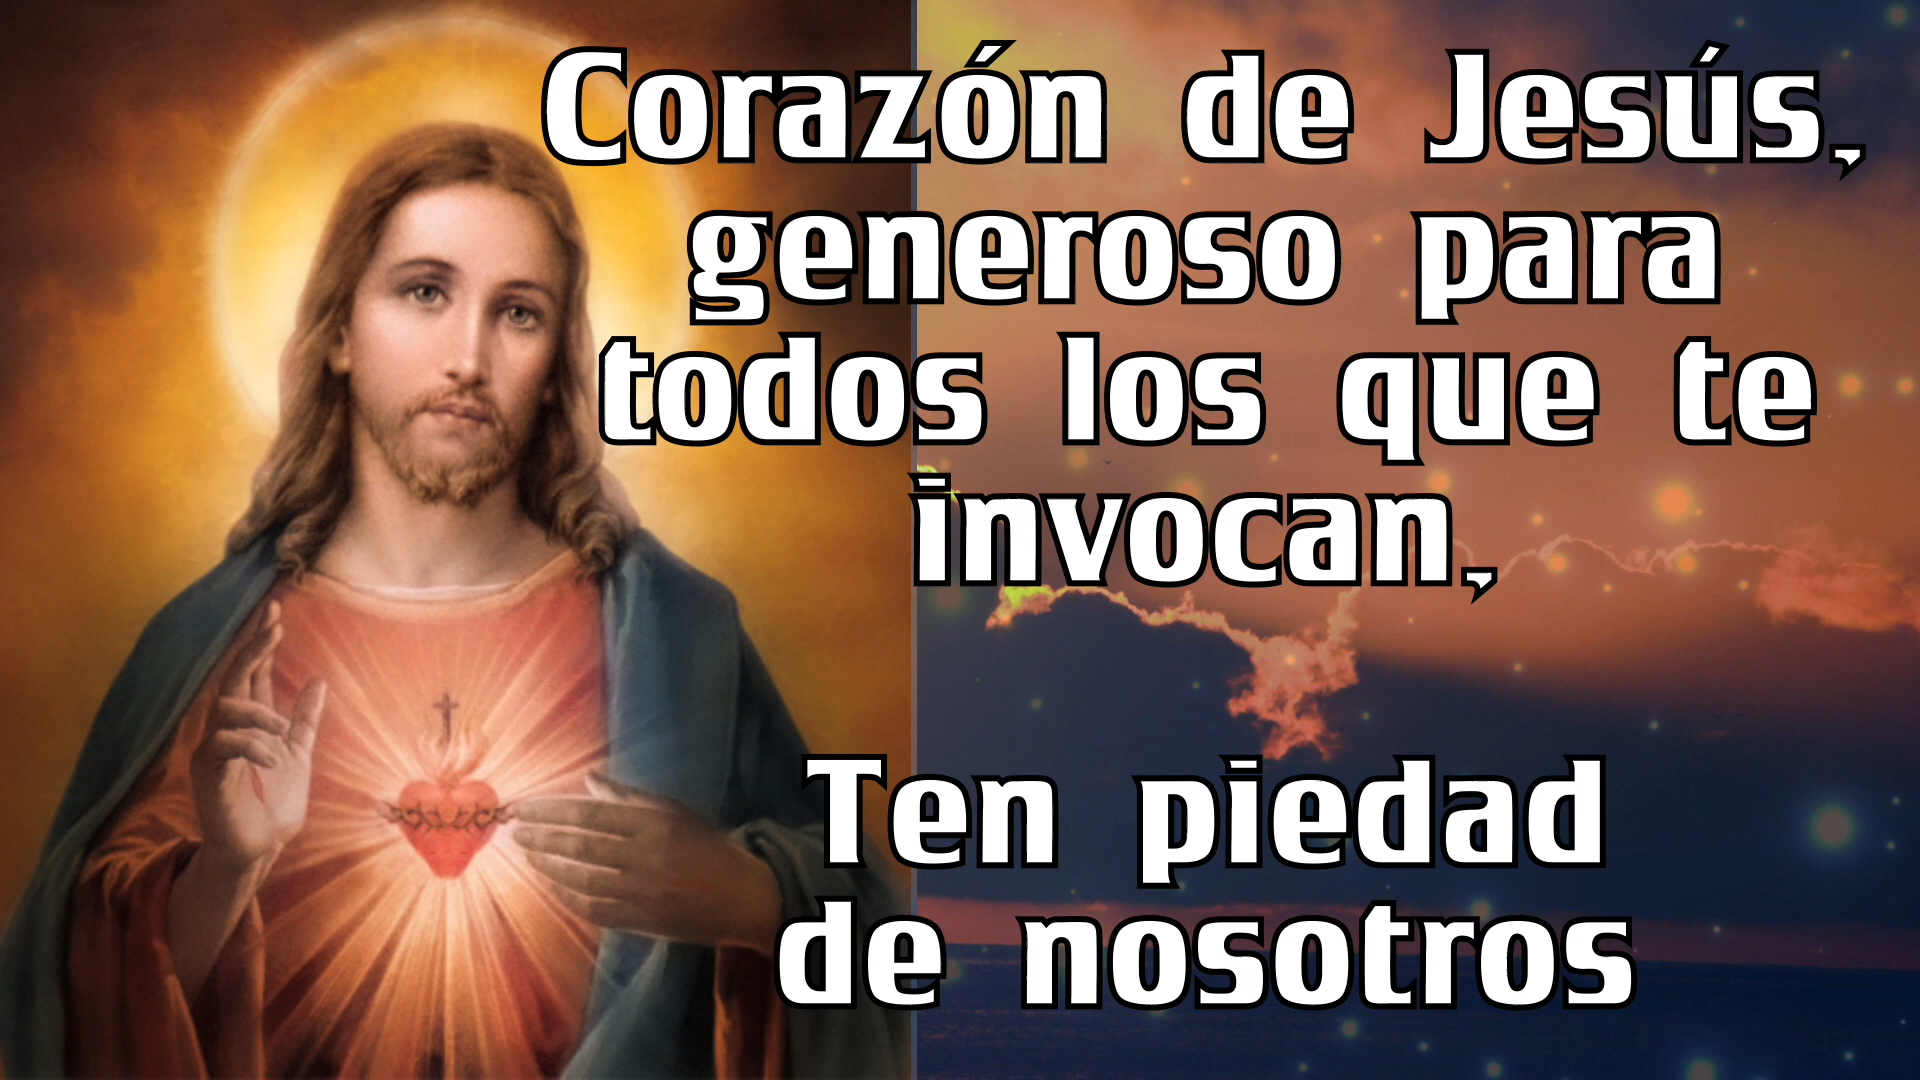 Corazón de Jesús,
generoso para
todos los que te
invocan,
Ten piedad
de nosotros